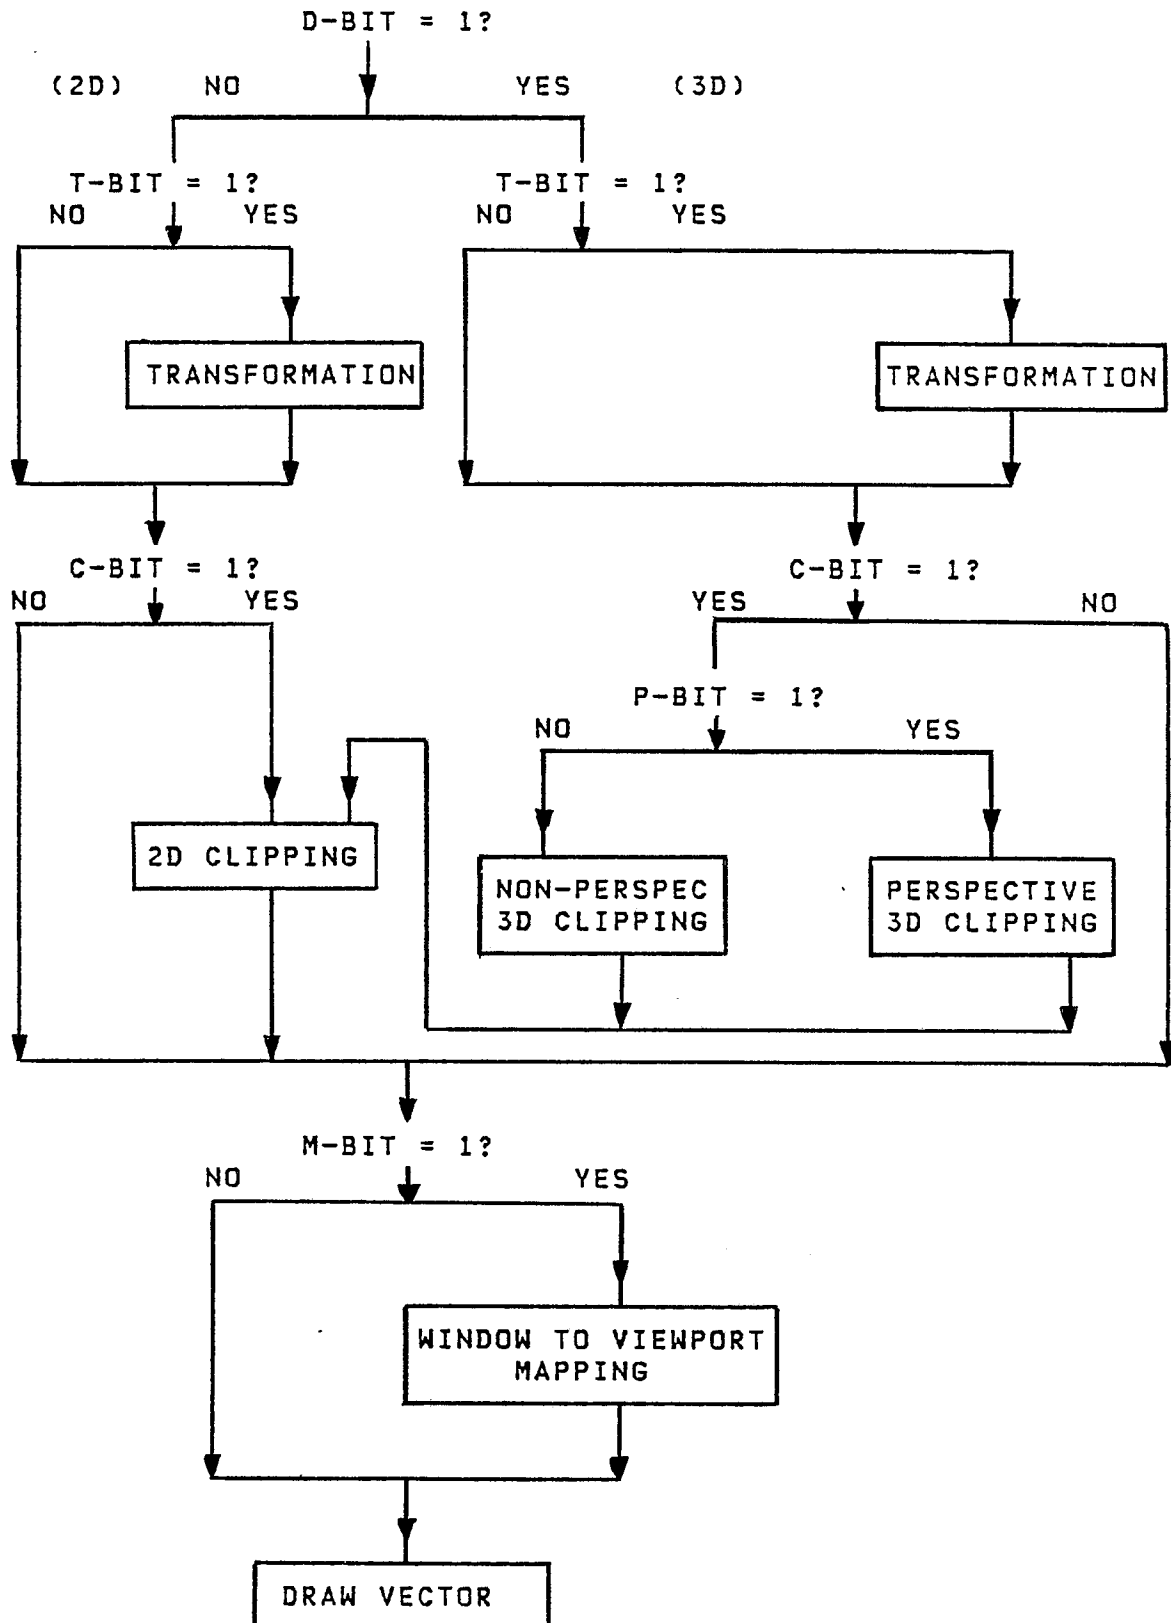 D-BIT = 1?
(2D) NO YES (3D)
T-BIT = 1? T-BIT = 1?
NO YES NO YES
TRANSFORMATION TRANSFORMATION
C-BIT = 1? C-BIT = 1?
NO YES YES NO
P-BIT = 1?
NO YES
2D CLIPPING
NON-PERSPEC
3D CLIPPING
PERSPECTIVE
3D CLIPPING
M-BIT = 1?
NO YES
WINDOW TO VIEWPORT
MAPPING
DRAW VECTOR